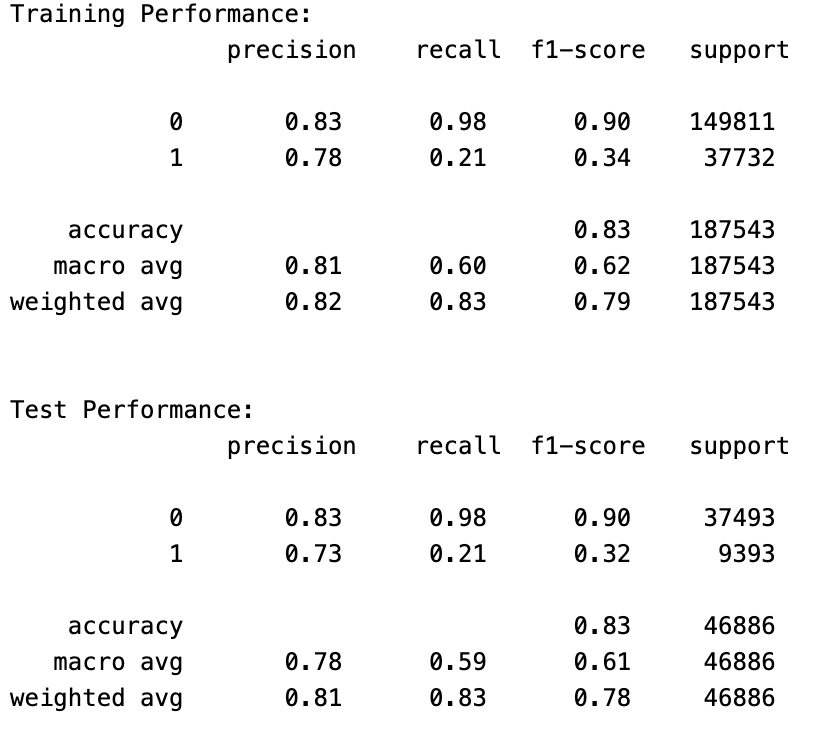 Training Performance:
precision recall f1-score support
0 0.83 0.98 0.90 149811
1 0.78 0.21 0.34 37732
accuracy 0.83 187543
macro avg 0.81 0.60 0.62 187543
weighted avg 0.82 0.83 0.79 187543
Test Performance:
precision recall f1-score support
0 0.83 0.98 0.90 37493
1 0.73 0.21 0.32 9393
accuracy 0.83 46886
macro avg 0.78 0.59 0.61 46886
weighted avg 0.81 0.83 0.78 46886